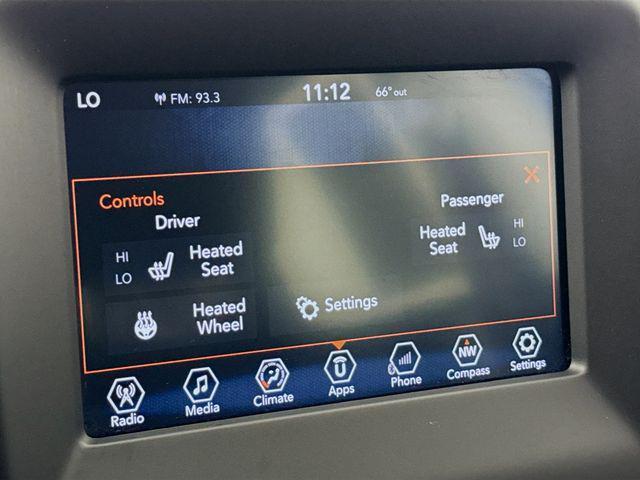 LO FM: 93.3 11:12 66° out
Controls
Driver
Passenger
HI
LO
Heated
Seat
Heated
Seat
HI
LO
Heated
Wheel
Settings
Radio
Media
Climate
Apps
Phone
NW
Compass
Settings